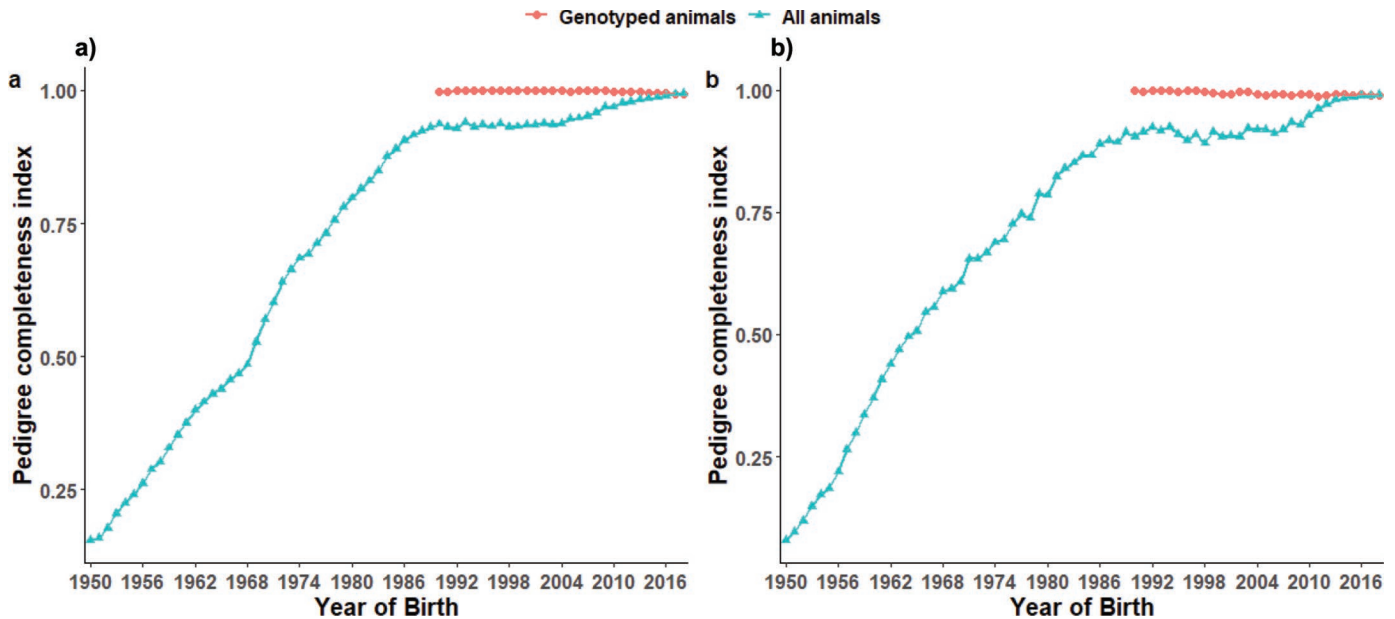 Genotyped animals All animals
a) b)
a b
1.00
0.75
0.50
0.25
Pedigree completeness index
1950 1956 1962 1968 1974 1980 1986 1992 1998 2004 2010 2016
Year of Birth
1.00
0.75
0.50
0.25
Pedigree completeness index
1950 1956 1962 1968 1974 1980 1986 1992 1998 2004 2010 2016
Year of Birth